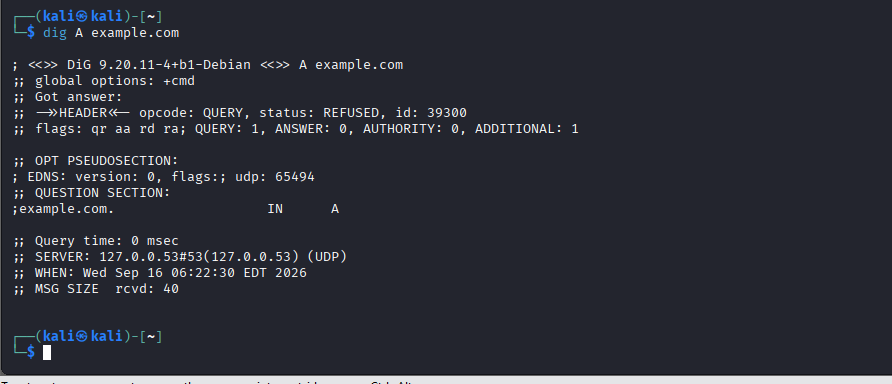 ┌──(kali㉿kali)-[~]
└─$ dig A example.com

; <<>> DiG 9.20.11-4+b1-Debian <<>> A example.com
;; global options: +cmd
;; Got answer:
;; ->>HEADER<<- opcode: QUERY, status: REFUSED, id: 39300
;; flags: qr aa rd ra; QUERY: 1, ANSWER: 0, AUTHORITY: 0, ADDITIONAL: 1

;; OPT PSEUDOSECTION:
; EDNS: version: 0, flags:; udp: 65494
;; QUESTION SECTION:
;example.com.                   IN      A

;; Query time: 0 msec
;; SERVER: 127.0.0.53#53(127.0.0.53) (UDP)
;; WHEN: Wed Sep 16 06:22:30 EDT 2026
;; MSG SIZE  rcvd: 40

┌──(kali㉿kali)-[~]
└─$